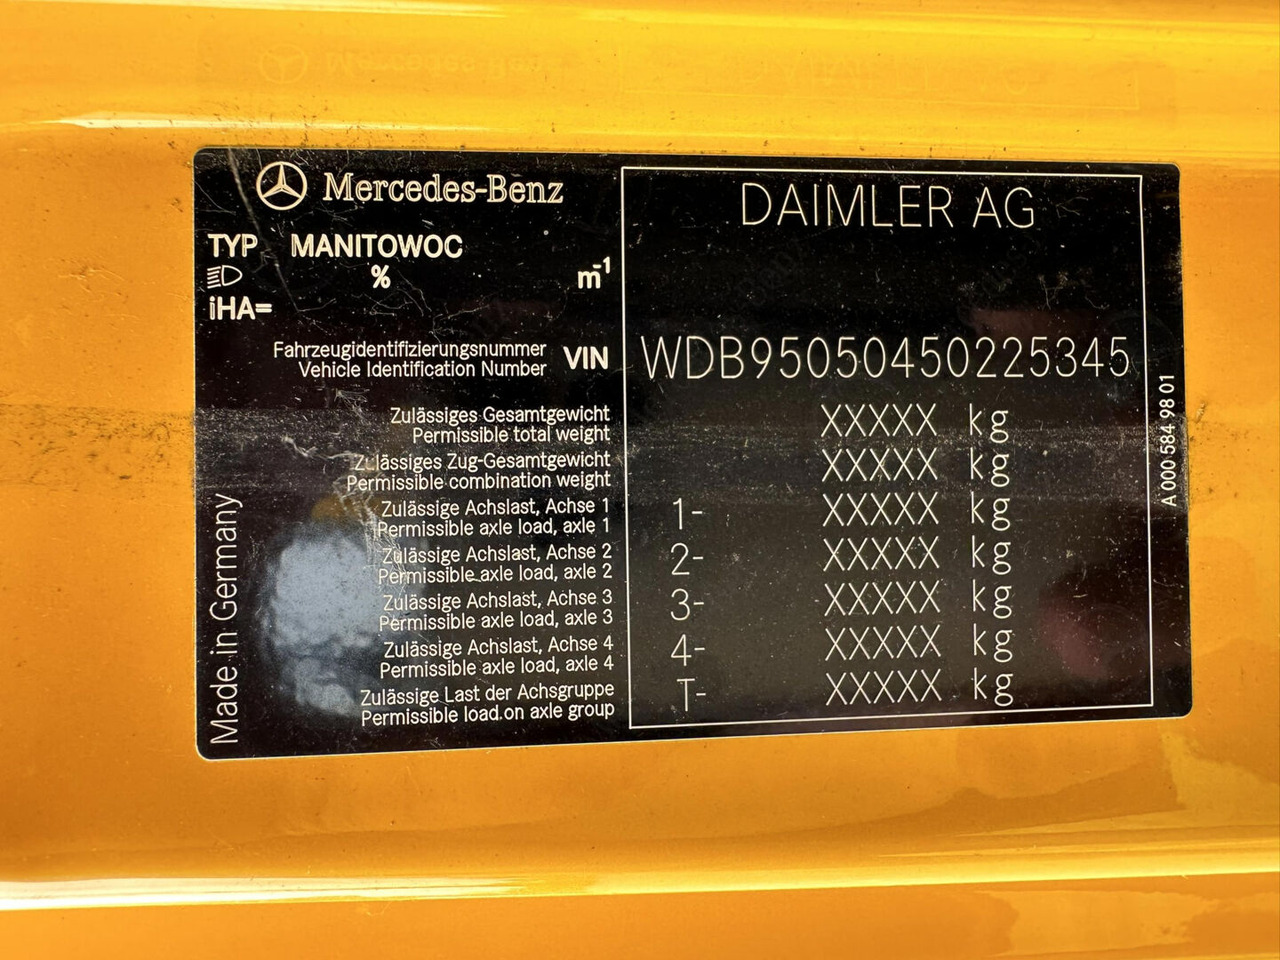 Mercedes-Benz
DAIMLER AG
TYP MANITOWOC
% m⁻¹
iHA=
Fahrzeugidentifizierungsnummer
Vehicle Identification Number
VIN WDB95050450225345
Zulässiges Gesamtgewicht
Permissible total weight
XXXXX kg
Zulässiges Zug-Gesamtgewicht
Permissible combination weight
XXXXX kg
Zulässige Achslast, Achse 1
Permissible axle load, axle 1
1- XXXXX kg
Zulässige Achslast, Achse 2
Permissible axle load, axle 2
2- XXXXX kg
Zulässige Achslast, Achse 3
Permissible axle load, axle 3
3- XXXXX kg
Zulässige Achslast, Achse 4
Permissible axle load, axle 4
4- XXXXX kg
Zulässige Last der Achsgruppe
Permissible load on axle group
T- XXXXX kg
Made in Germany
A 000 584 98 01